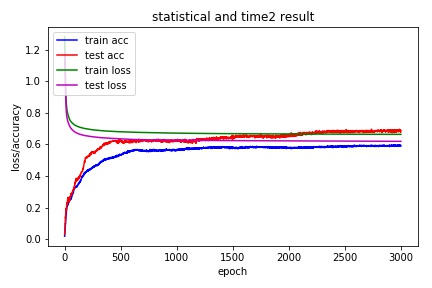 statistical and time2 result
train acc
test acc
train loss
test loss
loss/accuracy
1.2
1.0
0.8
0.6
0.4
0.2
0.0
0 500 1000 1500 2000 2500 3000
epoch